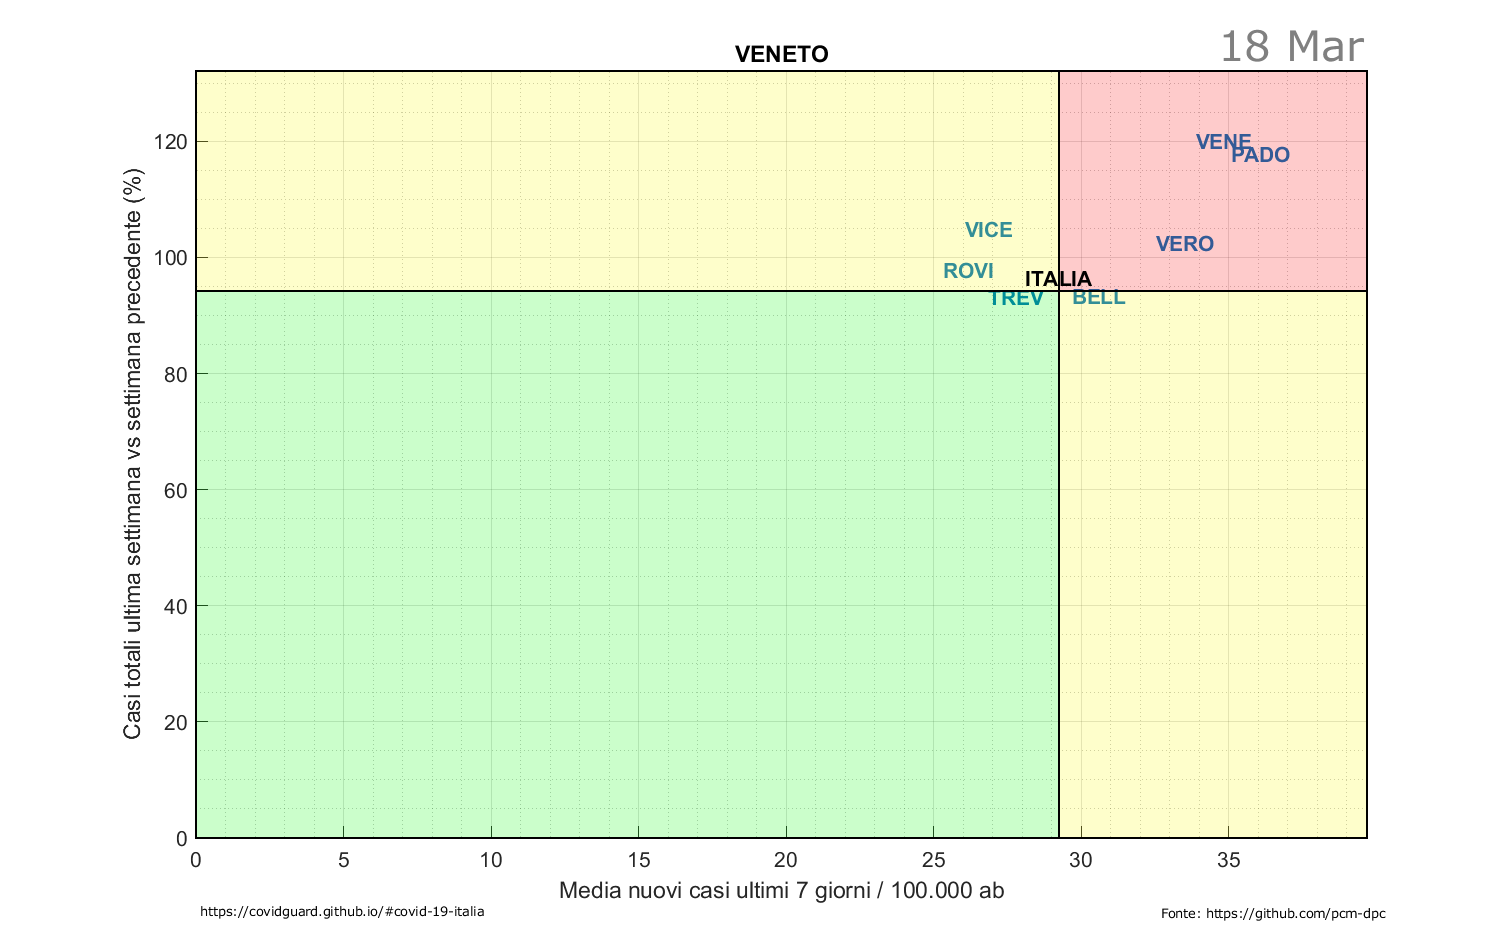 18 Mar
VENETO
Casi totali ultima settimana vs settimana precedente (%)
120
100
80
60
40
20
0
VENE
PADO
VICE
VERO
ROVI
ITALIA
TREV
BELL
0 5 10 15 20 25 30 35
Media nuovi casi ultimi 7 giorni / 100.000 ab
https://covidguard.github.io/#covid-19-italia
Fonte: https://github.com/pcm-dpc